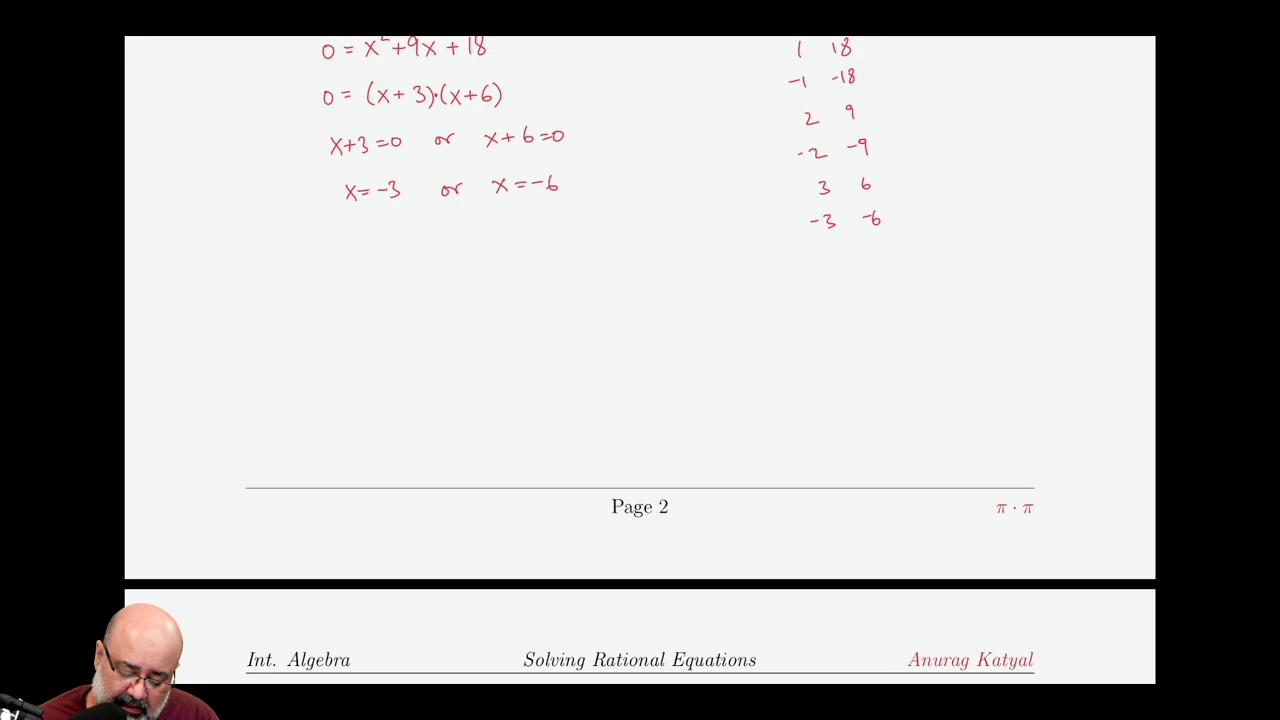 0 = x²+9x+18
0 = (x+3)·(x+6)
x+3=0 or x+6=0
x=-3 or x=-6
1 18
-1 -18
2 9
-2 -9
3 6
-3 -6
Page 2
π · π
Int. Algebra
Solving Rational Equations
Anurag Katyal